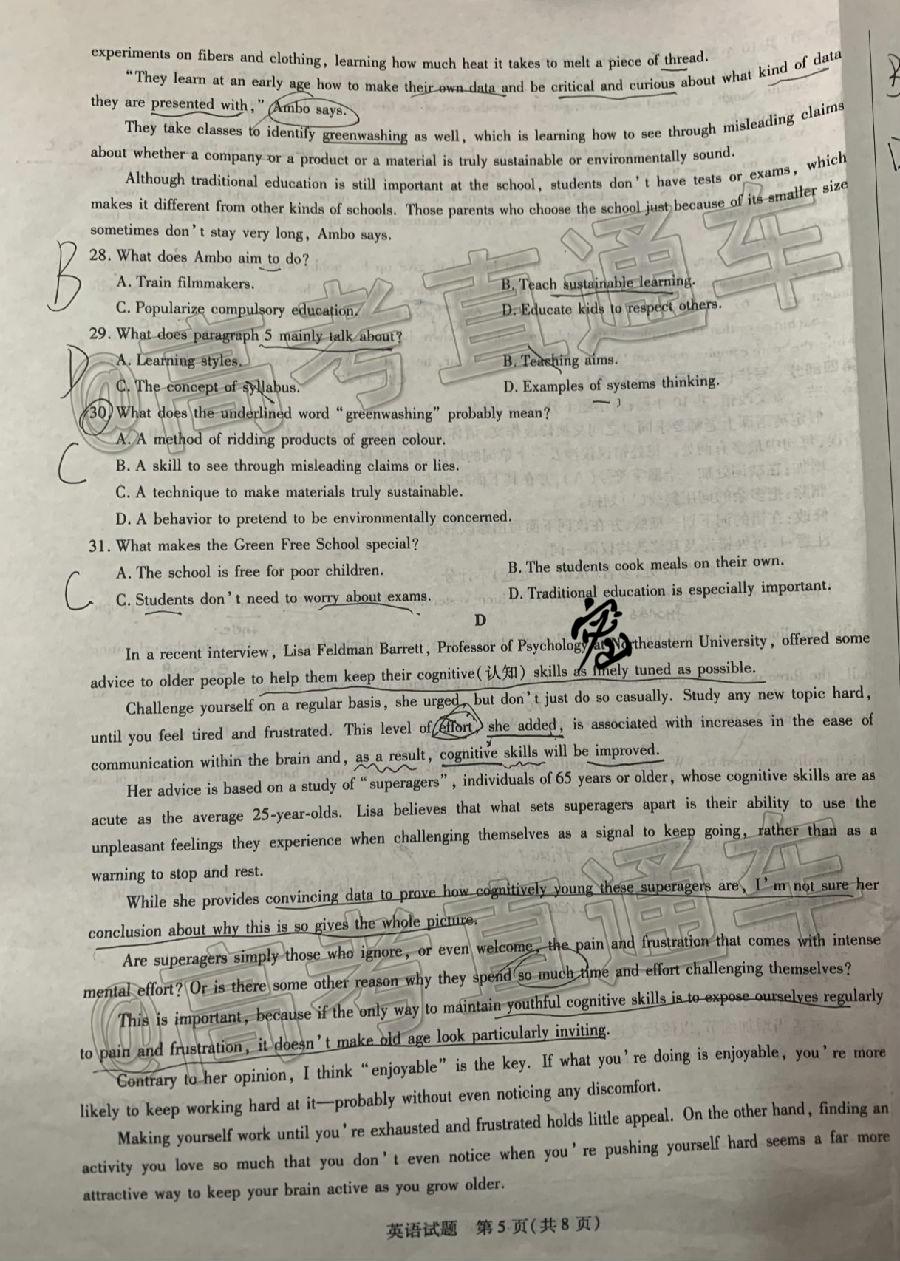 experiments on fibers and clothing, learning how much heat it takes to melt a piece of thread.
"They learn at an early age how to make their own data and be critical and curious about what kind of data
they are presented with," Ambo says.
They take classes to identify greenwashing as well, which is learning how to see through misleading claims
about whether a company or a product or a material is truly sustainable or environmentally sound.
Although traditional education is still important at the school, students don't have tests or exams, which
makes it different from other kinds of schools. Those parents who choose the school just because of its smaller size
sometimes don't stay very long, Ambo says.
B
28. What does Ambo aim to do?
A. Train filmmakers. B. Teach sustainable learning.
C. Popularize compulsory education. D. Educate kids to respect others.
D
29. What does paragraph 5 mainly talk about?
A. Learning styles. B. Teaching aims.
C. The concept of syllabus. D. Examples of systems thinking.
30. What does the underlined word "greenwashing" probably mean?
C
A. A method of ridding products of green colour.
B. A skill to see through misleading claims or lies.
C. A technique to make materials truly sustainable.
D. A behavior to pretend to be environmentally concerned.
31. What makes the Green Free School special?
C
A. The school is free for poor children. B. The students cook meals on their own.
C. Students don't need to worry about exams. D. Traditional education is especially important.
D
In a recent interview, Lisa Feldman Barrett, Professor of Psychology at Northeastern University, offered some
advice to older people to help them keep their cognitive(认知) skills as finely tuned as possible.
Challenge yourself on a regular basis, she urged, but don't just do so casually. Study any new topic hard,
until you feel tired and frustrated. This level of effort, she added, is associated with increases in the ease of
communication within the brain and, as a result, cognitive skills will be improved.
Her advice is based on a study of "superagers", individuals of 65 years or older, whose cognitive skills are as
acute as the average 25-year-olds. Lisa believes that what sets superagers apart is their ability to use the
unpleasant feelings they experience when challenging themselves as a signal to keep going, rather than as a
warning to stop and rest.
While she provides convincing data to prove how cognitively young these superagers are, I'm not sure her
conclusion about why this is so gives the whole picture.
Are superagers simply those who ignore, or even welcome, the pain and frustration that comes with intense
mental effort? Or is there some other reason why they spend so much time and effort challenging themselves?
This is important, because if the only way to maintain youthful cognitive skills is to expose ourselves regularly
to pain and frustration, it doesn't make old age look particularly inviting.
Contrary to her opinion, I think "enjoyable" is the key. If what you're doing is enjoyable, you're more
likely to keep working hard at it—probably without even noticing any discomfort.
Making yourself work until you're exhausted and frustrated holds little appeal. On the other hand, finding an
activity you love so much that you don't even notice when you're pushing yourself hard seems a far more
attractive way to keep your brain active as you grow older.
英语试题 第5页(共8页)
@高考直通车
@高考直通车